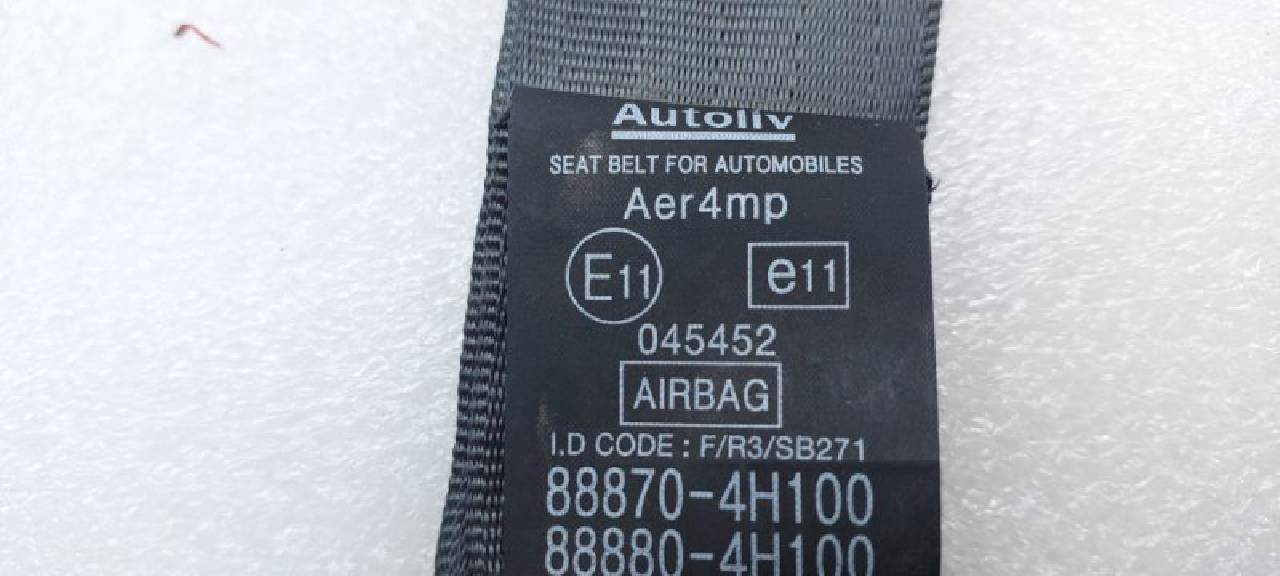 Autoliv
SEAT BELT FOR AUTOMOBILES
Aer4mp
E11 e11
045452
AIRBAG
I.D CODE : F/R3/SB271
88870-4H100
88880-4H100